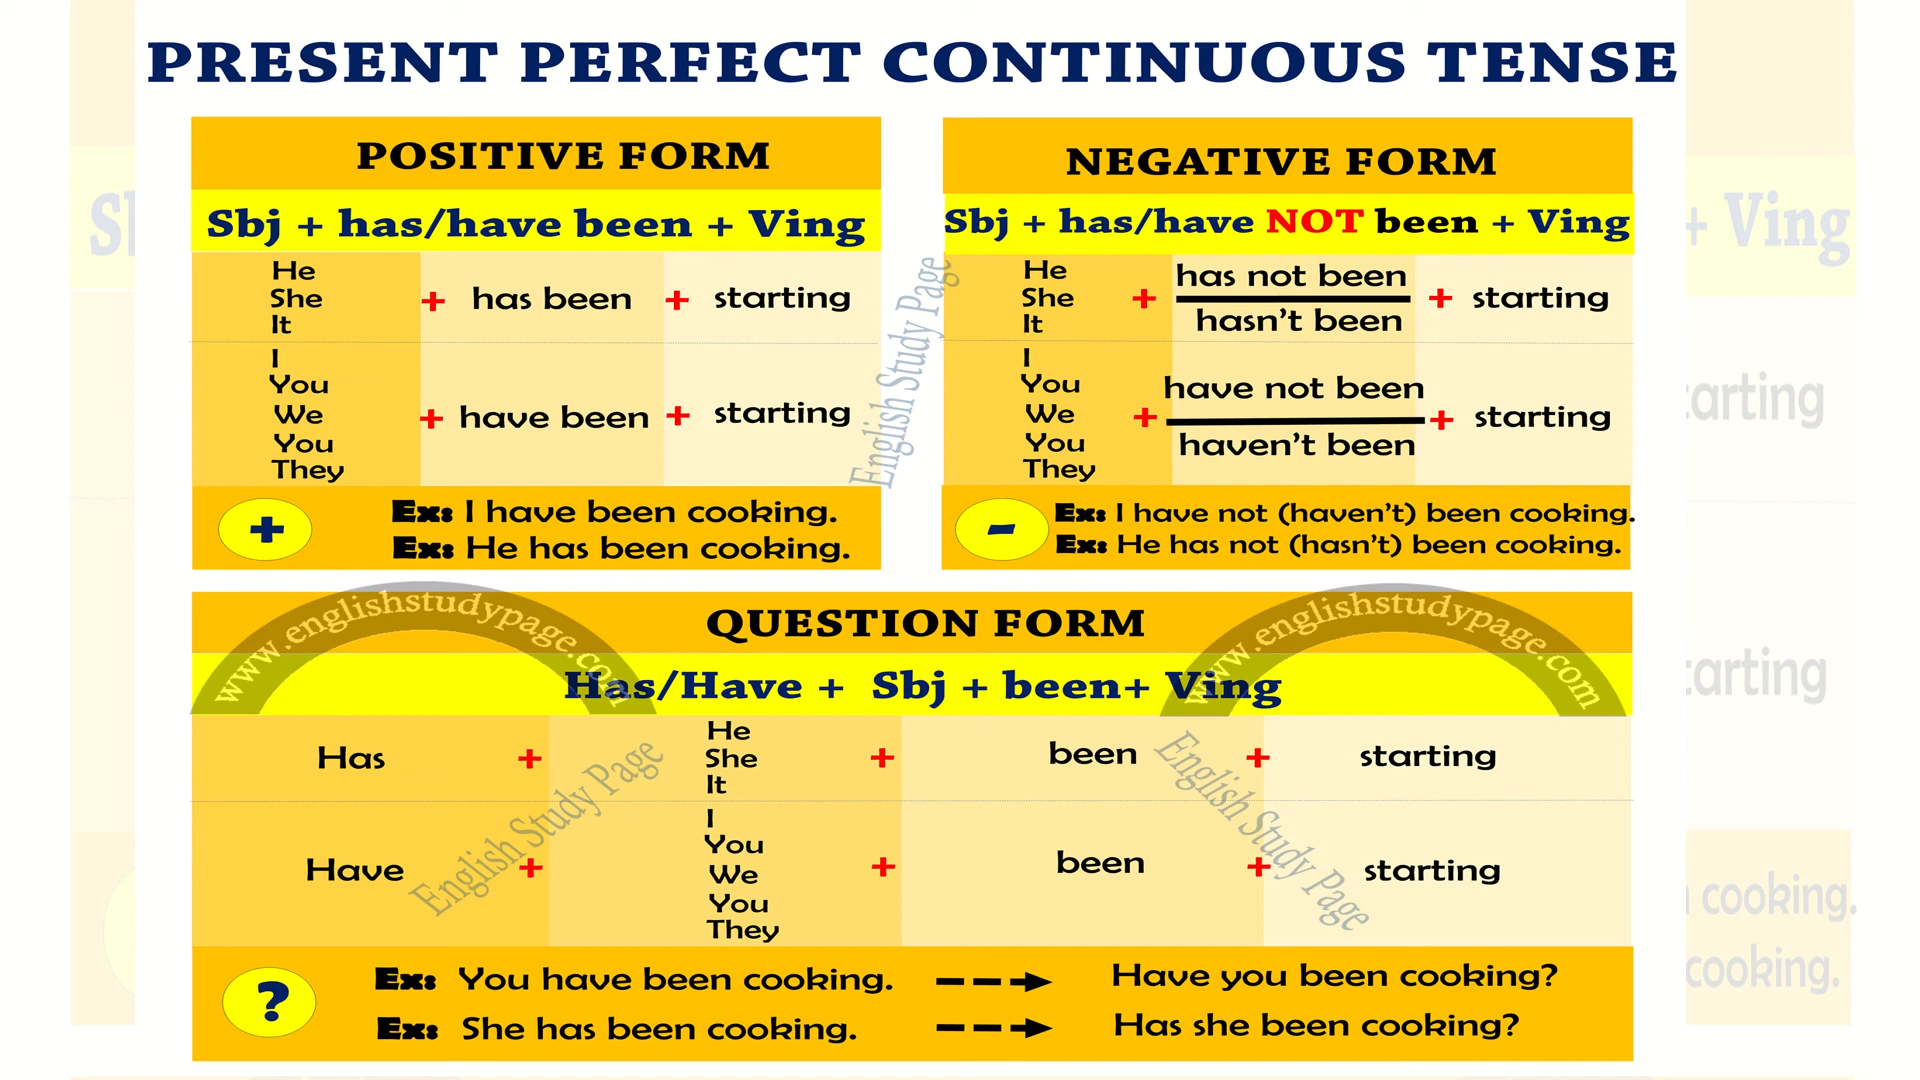 PRESENT PERFECT CONTINUOUS TENSE
POSITIVE FORM
Sbj + has/have been + Ving
He
She
It
+ has been + starting
I
You
We
You
They
+ have been + starting
+
Ex: I have been cooking.
Ex: He has been cooking.
NEGATIVE FORM
Sbj + has/have NOT been + Ving
He
She
It
+ has not been + starting
hasn't been
I
You
We
You
They
+ have not been + starting
haven't been
-
Ex: I have not (haven't) been cooking.
Ex: He has not (hasn't) been cooking.
English Study Page
QUESTION FORM
www.englishstudypage.com
www.englishstudypage.com
Has/Have + Sbj + been+ Ving
Has +
He
She
It
+ been + starting
Have +
I
You
We
You
They
+ been + starting
English Study Page
English Study Page
?
Ex: You have been cooking. Have you been cooking?
Ex: She has been cooking. Has she been cooking?
+ Ving
cooking.
cooking.